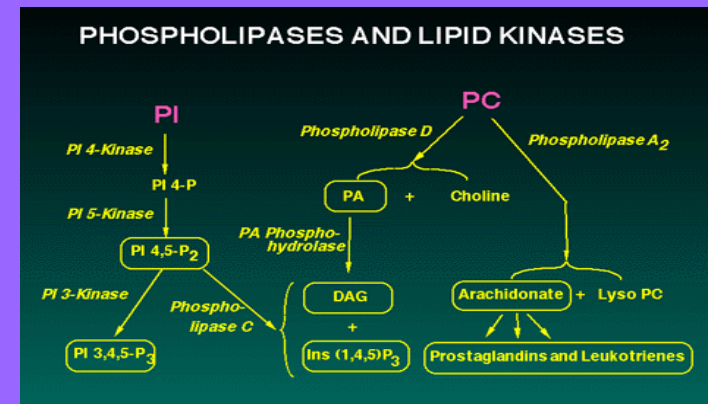 PHOSPHOLIPASES AND LIPID KINASES
PI
PC
Phospholipase D
Phospholipase A2
PI 4-Kinase
PI 4-P
PA + Choline
PI 5-Kinase
PA Phospho-
hydrolase
PI 4,5-P2
PI 3-Kinase
Phospho-
lipase C
DAG
+
Ins (1,4,5)P3
Arachidonate + Lyso PC
PI 3,4,5-P3
Prostaglandins and Leukotrienes